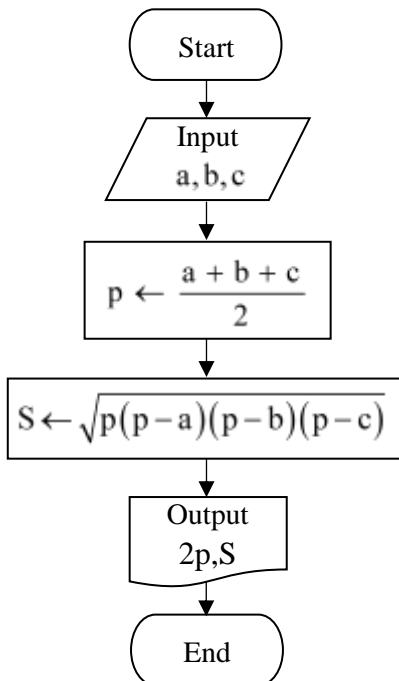 Start
Input
a, b, c
p ← (a + b + c)/2
S ← √(p(p − a)(p − b)(p − c))
Output
2p,S
End